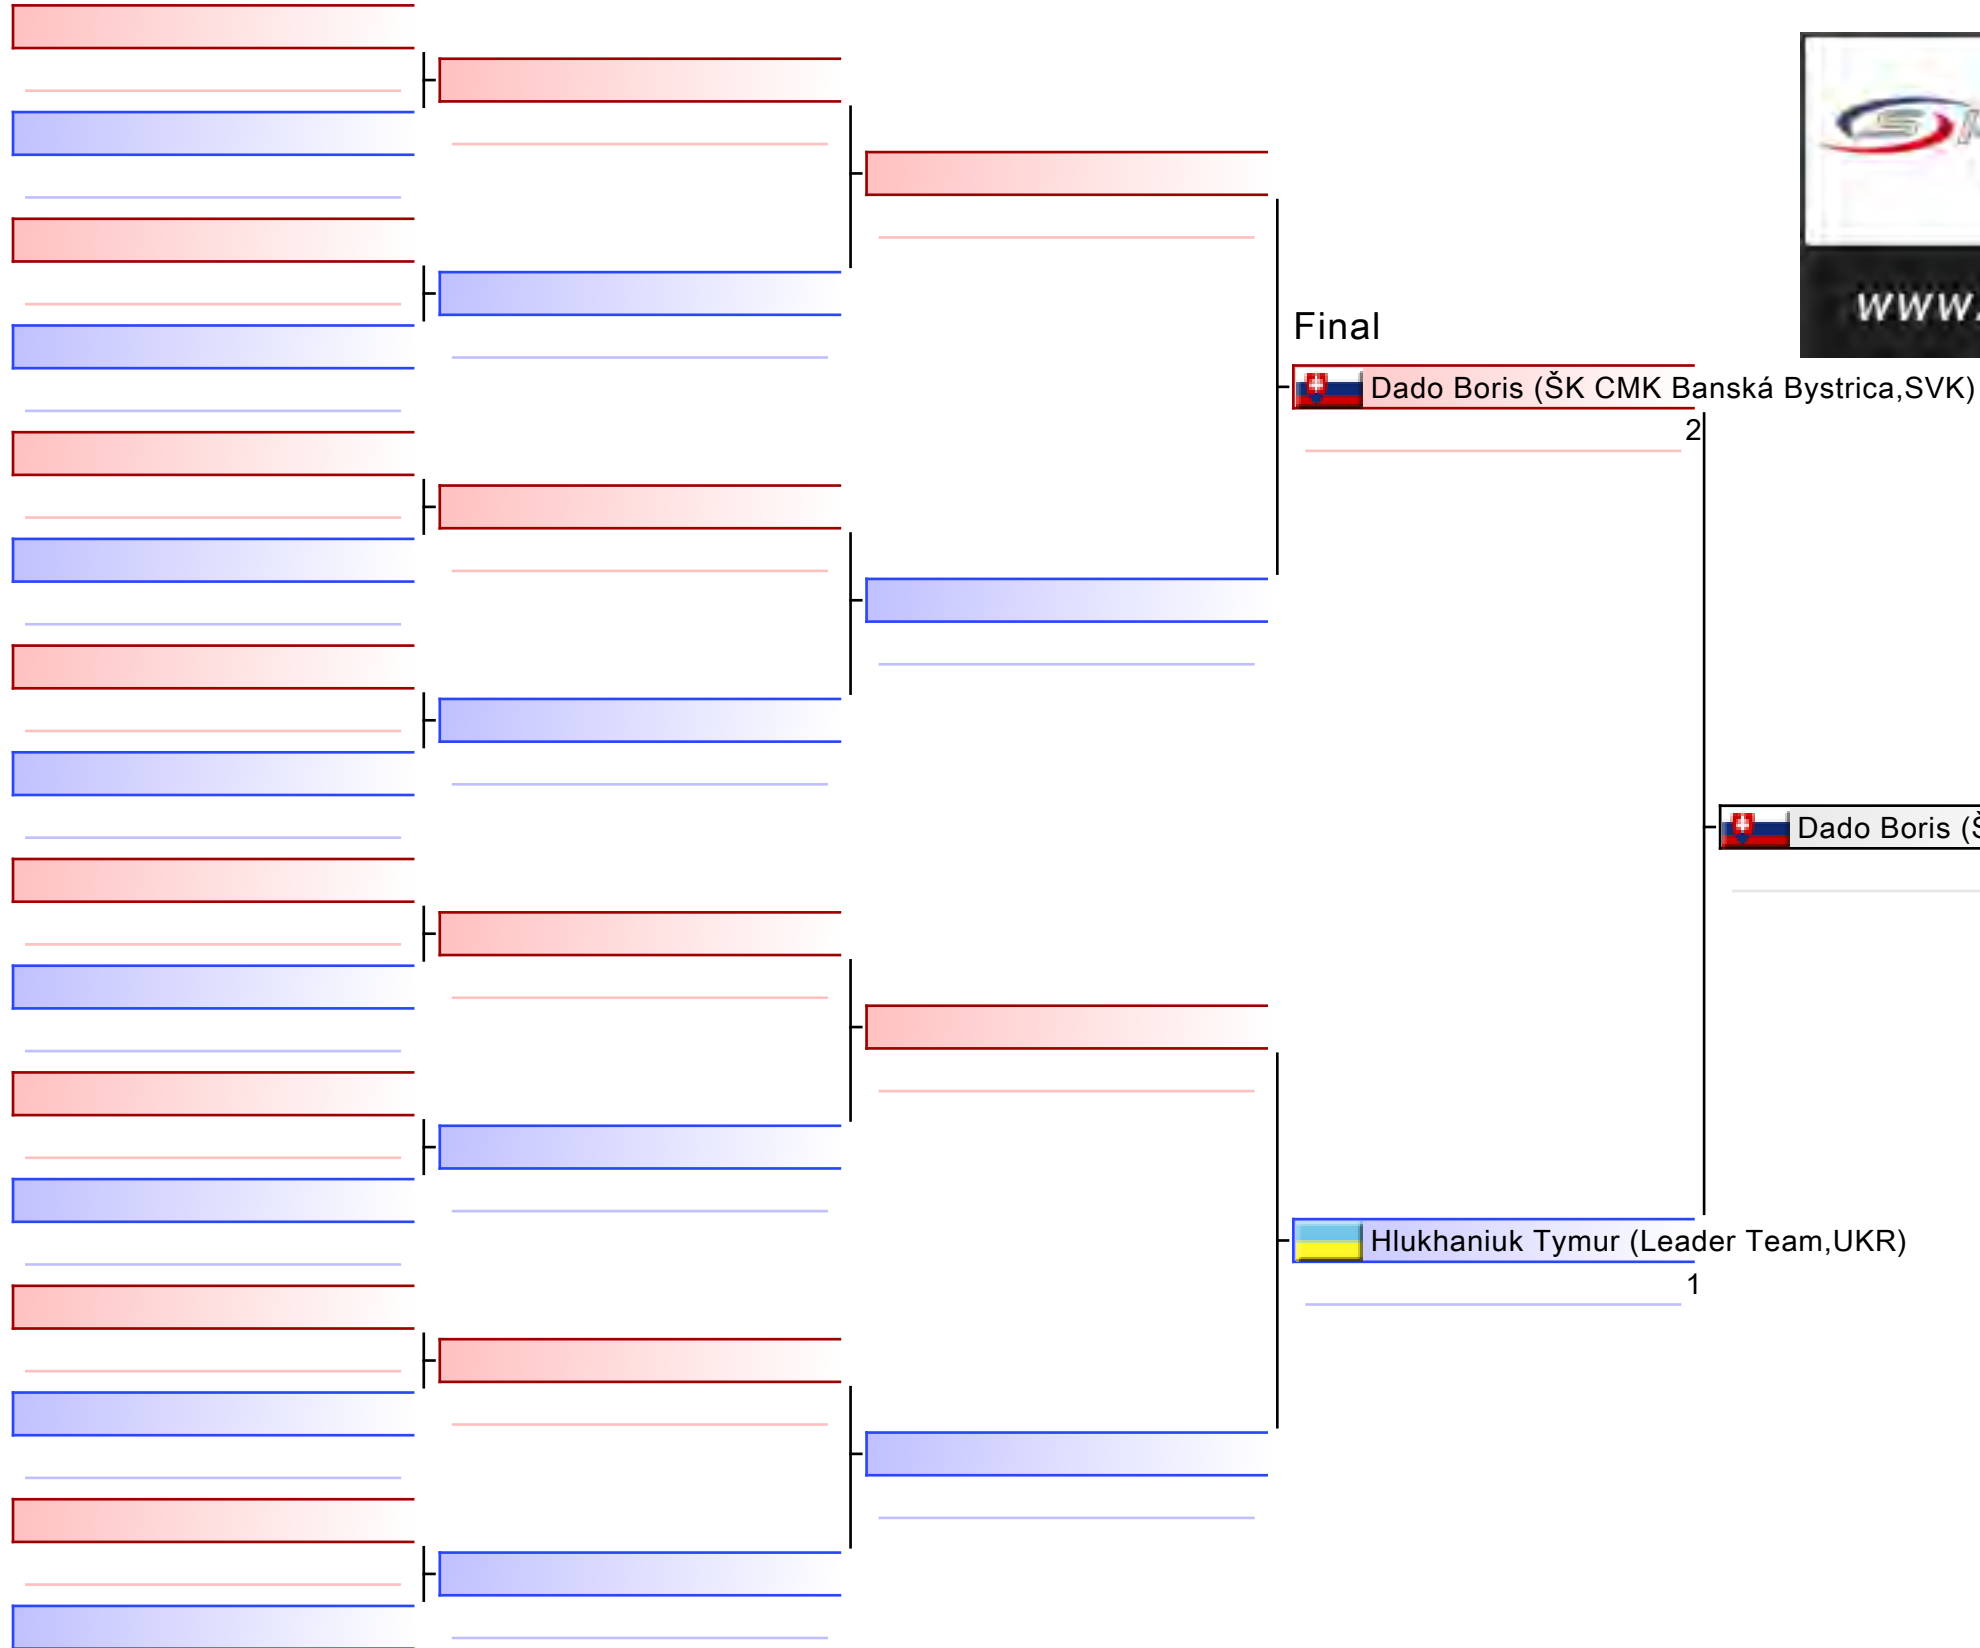 www.
Final
Dado Boris (ŠK CMK Banská Bystrica,SVK)
2
Dado Boris (Š
Hlukhaniuk Tymur (Leader Team,UKR)
1